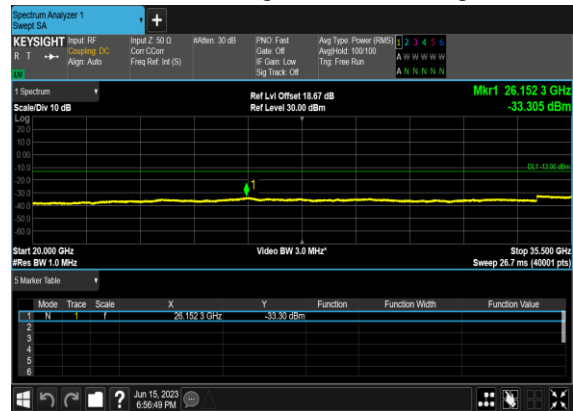 Spectrum Analyzer 1
Swept SA
KEYSIGHT Input: RF Input Z: 50 Ω #Atten: 30 dB PNO: Fast Avg Type: Power (RMS) 1 2 3 4 5 6
R T Coupling: DC Corr CCorr Gate: Off Avg|Hold: 100/100 A W W W W W
Align: Auto Freq Ref: Int (S) IF Gain: Low Trig: Free Run
LU Sig Track: Off A N N N N N
1 Spectrum Ref Lvl Offset 18.67 dB Mkr1 26.152 3 GHz
Scale/Div 10 dB Ref Level 30.00 dBm -33.305 dBm
Log
20.0
10.0
0.00
-10.0 DL1 -13.00 dBm
-20.0
-30.0 1
-40.0
-50.0
-60.0
Start 20.000 GHz Video BW 3.0 MHz* Stop 35.500 GHz
#Res BW 1.0 MHz Sweep 26.7 ms (40001 pts)
5 Marker Table
Mode Trace Scale X Y Function Function Width Function Value
1 N 1 f 26.152 3 GHz -33.30 dBm
2
3
4
5
6
? Jun 15, 2023
6:56:49 PM